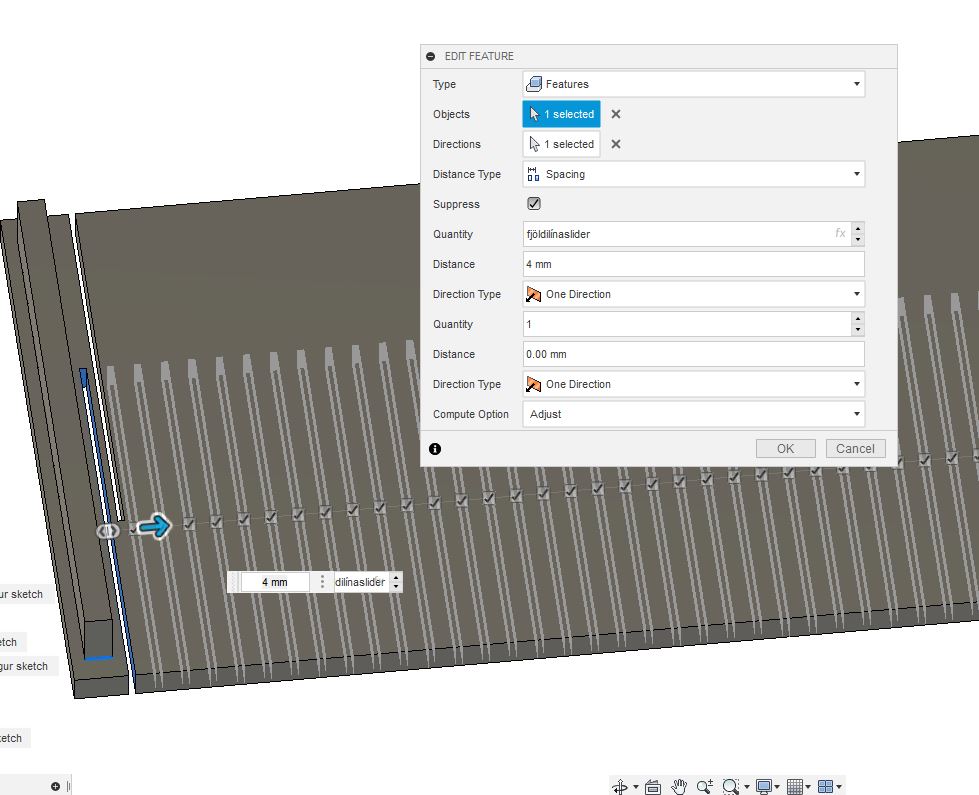 EDIT FEATURE
Type Features
Objects 1 selected
Directions 1 selected
Distance Type Spacing
Suppress
Quantity fjöldilínaslider fx
Distance 4 mm
Direction Type One Direction
Quantity 1
Distance 0.00 mm
Direction Type One Direction
Compute Option Adjust
OK Cancel
4 mm dilínaslider
ur sketch
etch
gur sketch
ketch